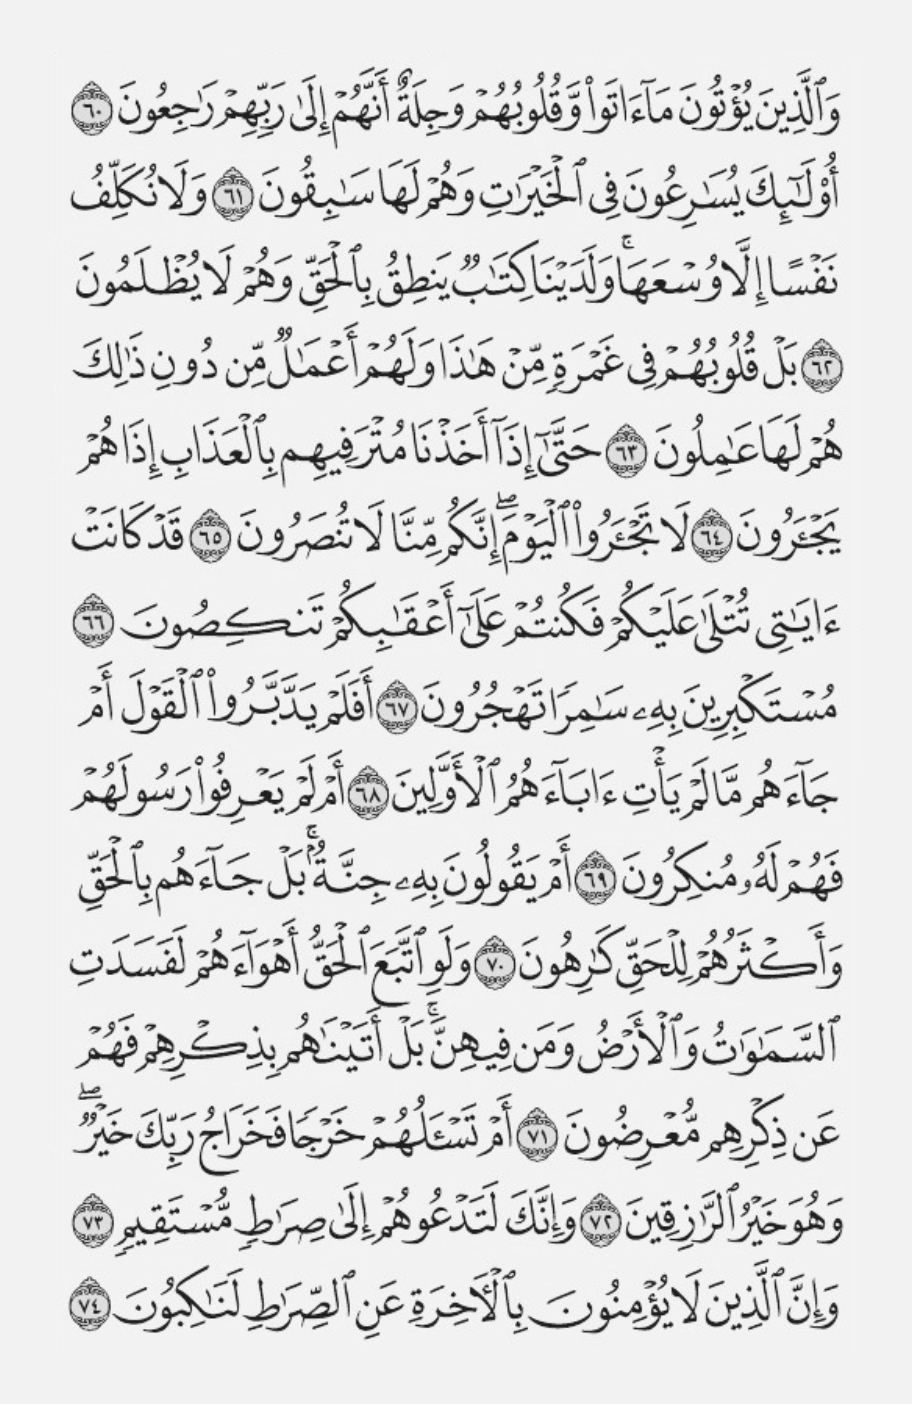 وَٱلَّذِينَ يُؤْتُونَ مَآ ءَاتَوا۟ وَّقُلُوبُهُمْ وَجِلَةٌ أَنَّهُمْ إِلَىٰ رَبِّهِمْ رَٰجِعُونَ ٦٠
أُو۟لَـٰٓئِكَ يُسَـٰرِعُونَ فِى ٱلْخَيْرَٰتِ وَهُمْ لَهَا سَـٰبِقُونَ ٦١ وَلَا نُكَلِّفُ
نَفْسًا إِلَّا وُسْعَهَا ۚ وَلَدَيْنَا كِتَـٰبٌ يَنطِقُ بِٱلْحَقِّ وَهُمْ لَا يُظْلَمُونَ
٦٢ بَلْ قُلُوبُهُمْ فِى غَمْرَةٍ مِّنْ هَـٰذَا وَلَهُمْ أَعْمَـٰلٌ مِّن دُونِ ذَٰلِكَ
هُمْ لَهَا عَـٰمِلُونَ ٦٣ حَتَّىٰٓ إِذَآ أَخَذْنَا مُتْرَفِيهِم بِٱلْعَذَابِ إِذَا هُمْ
يَجْـَٔرُونَ ٦٤ لَا تَجْـَٔرُوا۟ ٱلْيَوْمَ ۖ إِنَّكُم مِّنَّا لَا تُنصَرُونَ ٦٥ قَدْ كَانَتْ
ءَايَـٰتِى تُتْلَىٰ عَلَيْكُمْ فَكُنتُمْ عَلَىٰٓ أَعْقَـٰبِكُمْ تَنكِصُونَ ٦٦
مُسْتَكْبِرِينَ بِهِۦ سَـٰمِرًا تَهْجُرُونَ ٦٧ أَفَلَمْ يَدَّبَّرُوا۟ ٱلْقَوْلَ أَمْ
جَآءَهُم مَّا لَمْ يَأْتِ ءَابَآءَهُمُ ٱلْأَوَّلِينَ ٦٨ أَمْ لَمْ يَعْرِفُوا۟ رَسُولَهُمْ
فَهُمْ لَهُۥ مُنكِرُونَ ٦٩ أَمْ يَقُولُونَ بِهِۦ جِنَّةٌۢ ۚ بَلْ جَآءَهُم بِٱلْحَقِّ
وَأَكْثَرُهُمْ لِلْحَقِّ كَـٰرِهُونَ ٧٠ وَلَوِ ٱتَّبَعَ ٱلْحَقُّ أَهْوَآءَهُمْ لَفَسَدَتِ
ٱلسَّمَـٰوَٰتُ وَٱلْأَرْضُ وَمَن فِيهِنَّ ۚ بَلْ أَتَيْنَـٰهُم بِذِكْرِهِمْ فَهُمْ
عَن ذِكْرِهِم مُّعْرِضُونَ ٧١ أَمْ تَسْـَٔلُهُمْ خَرْجًا فَخَرَاجُ رَبِّكَ خَيْرٌ ۖ
وَهُوَ خَيْرُ ٱلرَّٰزِقِينَ ٧٢ وَإِنَّكَ لَتَدْعُوهُمْ إِلَىٰ صِرَٰطٍ مُّسْتَقِيمٍ ٧٣
وَإِنَّ ٱلَّذِينَ لَا يُؤْمِنُونَ بِٱلْـَٔاخِرَةِ عَنِ ٱلصِّرَٰطِ لَنَـٰكِبُونَ ٧٤